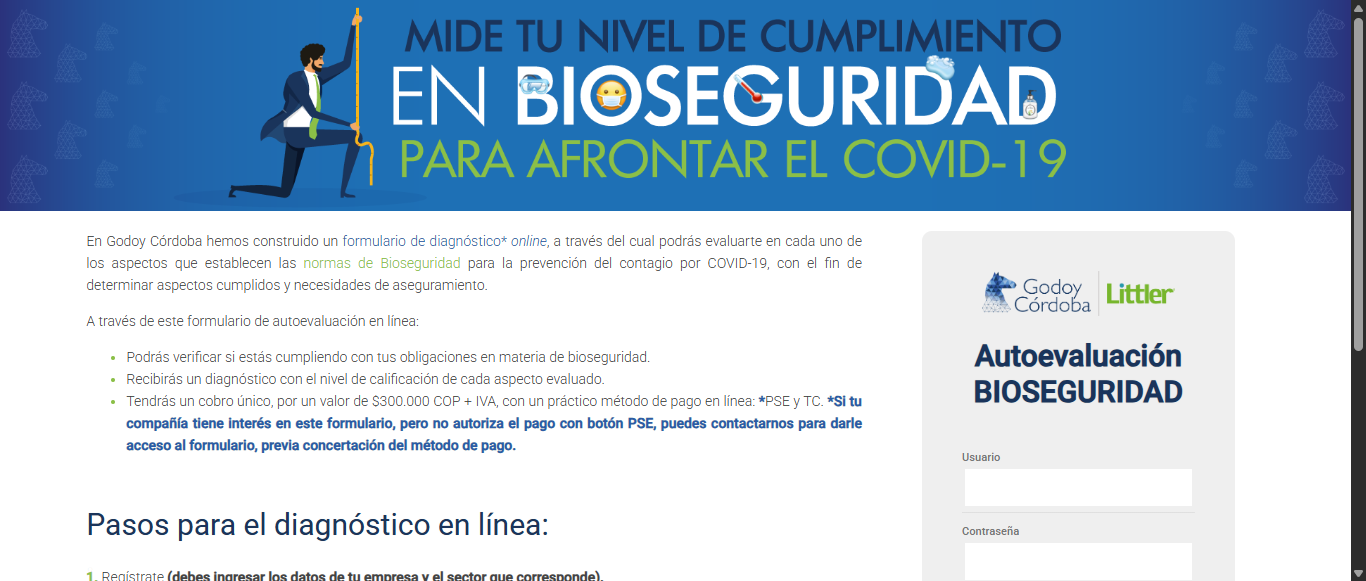 MIDE TU NIVEL DE CUMPLIMIENTO
EN BIOSEGURIDAD
PARA AFRONTAR EL COVID-19
En Godoy Córdoba hemos construido un formulario de diagnóstico* online, a través del cual podrás evaluarte en cada uno de
los aspectos que establecen las normas de Bioseguridad para la prevención del contagio por COVID-19, con el fin de
determinar aspectos cumplidos y necesidades de aseguramiento.
A través de este formulario de autoevaluación en línea:
Podrás verificar si estás cumpliendo con tus obligaciones en materia de bioseguridad.
Recibirás un diagnóstico con el nivel de calificación de cada aspecto evaluado.
Tendrás un cobro único, por un valor de $300.000 COP + IVA, con un práctico método de pago en línea: *PSE y TC. *Si tu
compañía tiene interés en este formulario, pero no autoriza el pago con botón PSE, puedes contactarnos para darle
acceso al formulario, previa concertación del método de pago.
Pasos para el diagnóstico en línea:
1. Regístrate (debes ingresar los datos de tu empresa y el sector que corresponde).
Godoy
Córdoba
Littler
Autoevaluación
BIOSEGURIDAD
Usuario
Contraseña